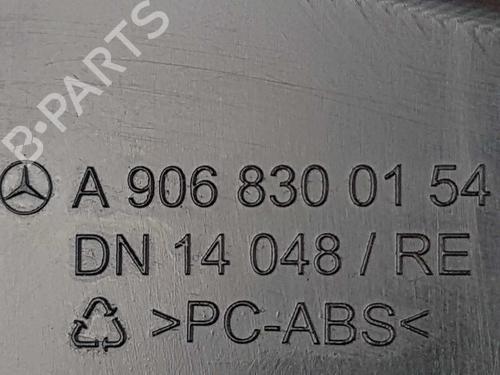 B-PARTS
A 906 830 01 54
DN 14 048 / RE
>PC-ABS<